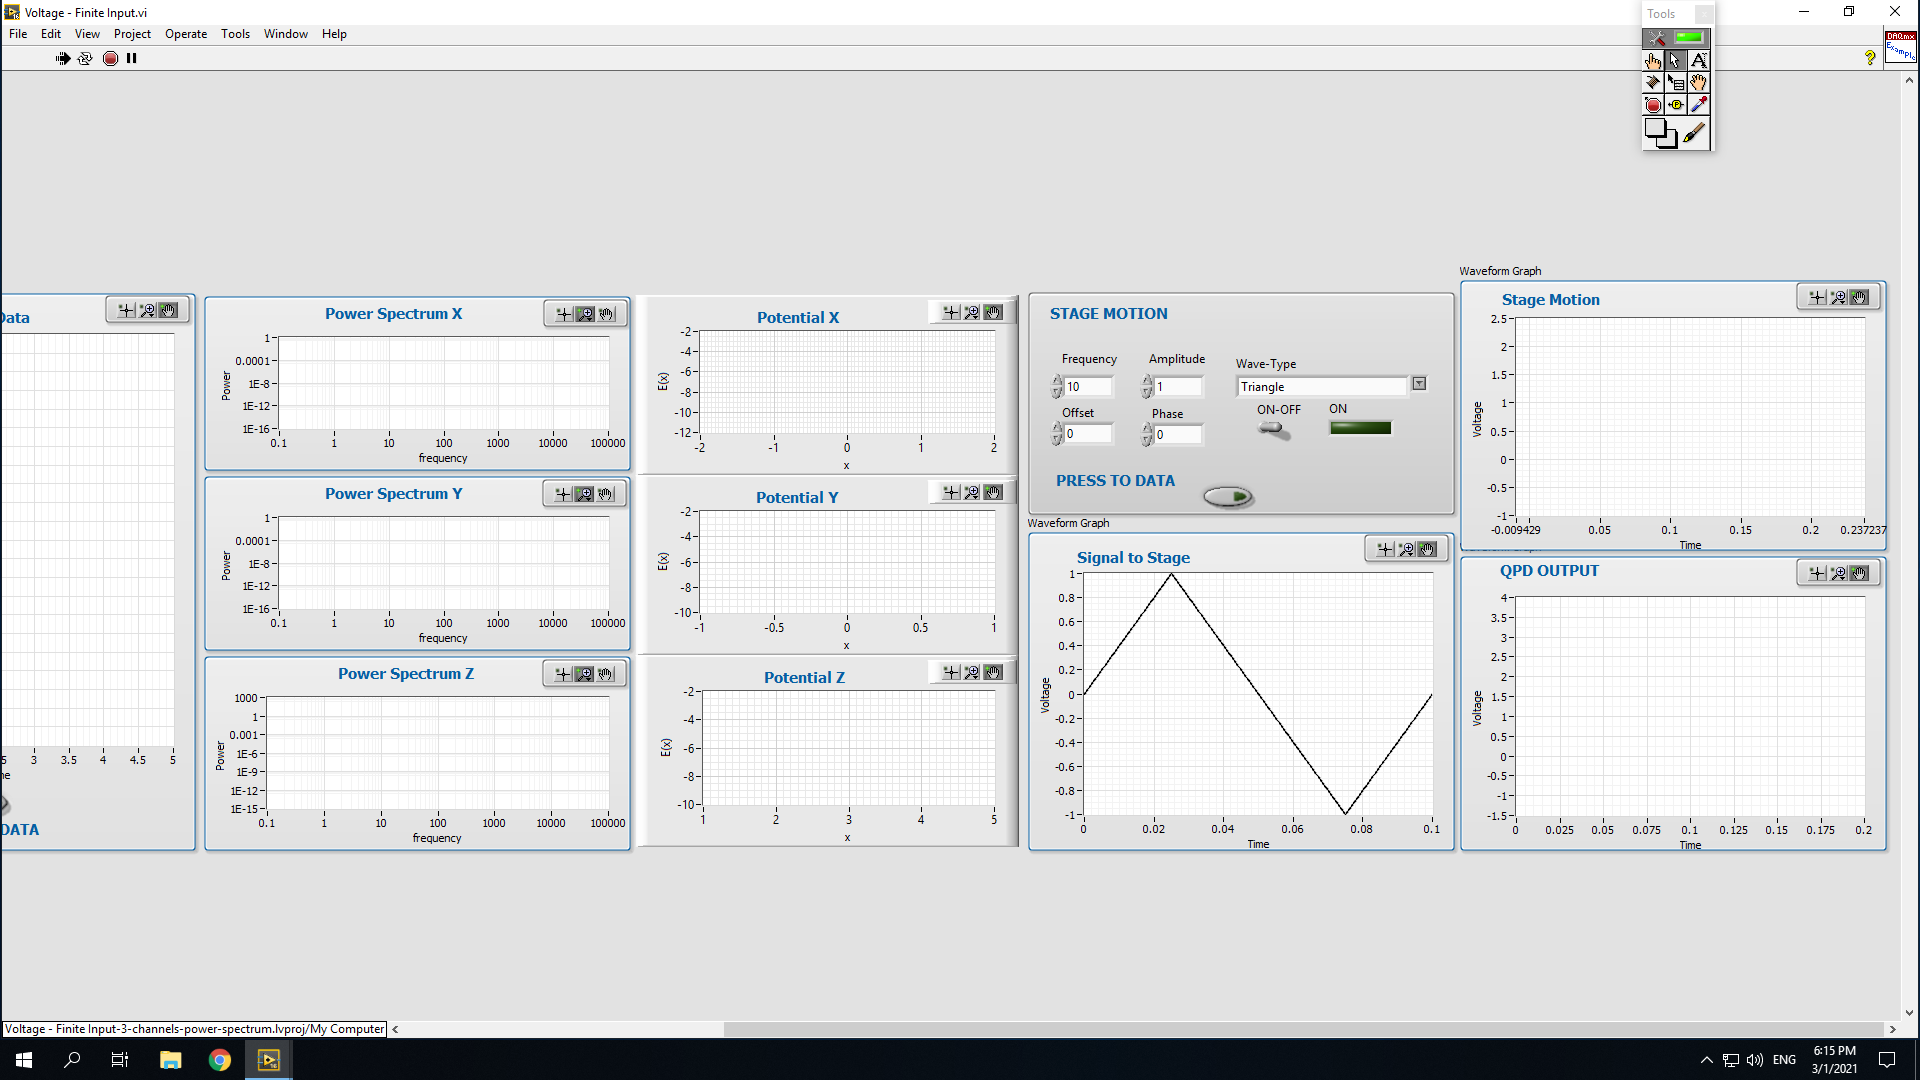 Voltage - Finite Input.vi
File Edit View Project Operate Tools Window Help
Tools
DAQmx
Example
Data
3 3.5 4 4.5 5
DATA
Power Spectrum X
Power
1
0.0001
1E-8
1E-12
1E-16
0.1 1 10 100 1000 10000 100000
frequency
Power Spectrum Y
Power
1
0.0001
1E-8
1E-12
1E-16
0.1 1 10 100 1000 10000 100000
frequency
Power Spectrum Z
Power
1000
1
0.001
1E-6
1E-9
1E-12
1E-15
0.1 1 10 100 1000 10000 100000
frequency
Potential X
E(x)
-2
-4
-6
-8
-10
-12
-2 -1 0 1 2
x
Potential Y
E(x)
-2
-4
-6
-8
-10
-1 -0.5 0 0.5 1
x
Potential Z
E(x)
-2
-4
-6
-8
-10
1 2 3 4 5
x
STAGE MOTION
Frequency Amplitude Wave-Type
10 1 Triangle
Offset Phase ON-OFF ON
0 0
PRESS TO DATA
Waveform Graph
Signal to Stage
Voltage
1
0.8
0.6
0.4
0.2
0
-0.2
-0.4
-0.6
-0.8
-1
0 0.02 0.04 0.06 0.08 0.1
Time
Waveform Graph
Stage Motion
Voltage
2.5
2
1.5
1
0.5
0
-0.5
-1
-0.009429 0.05 0.1 0.15 0.2 0.237237
Time
QPD OUTPUT
Voltage
4
3.5
3
2.5
2
1.5
1
0.5
0
-0.5
-1
-1.5
0 0.025 0.05 0.075 0.1 0.125 0.15 0.175 0.2
Time
Voltage - Finite Input-3-channels-power-spectrum.lvproj/My Computer
ENG
6:15 PM
3/1/2021